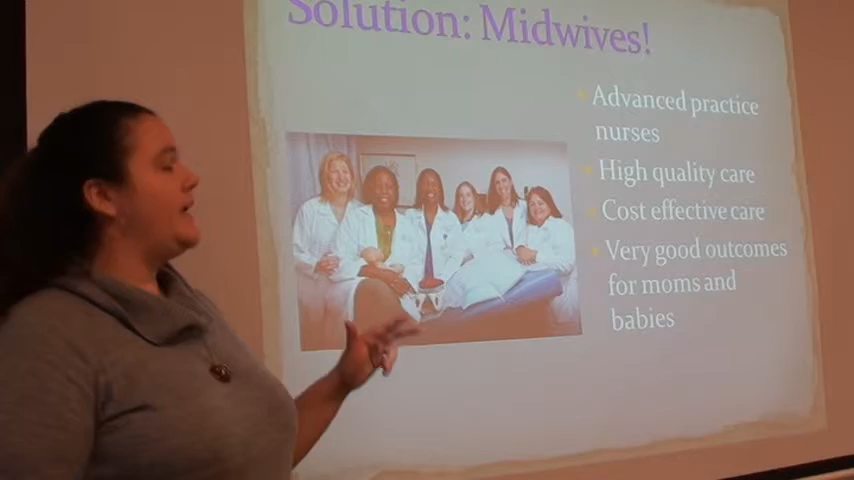 Solution: Midwives!
Advanced practice
nurses
High quality care
Cost effective care
Very good outcomes
for moms and
babies